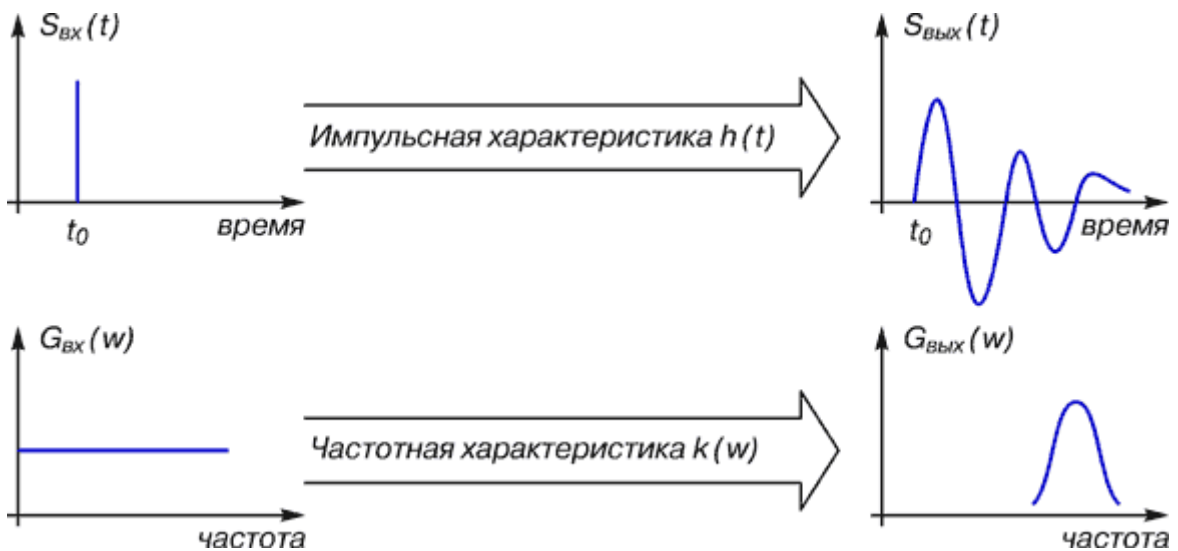 Sвх(t)
Sвых(t)
Импульсная характеристика h(t)
t0
время
t0
время
Gвх(w)
Gвых(w)
Частотная характеристика k(w)
частота
частота